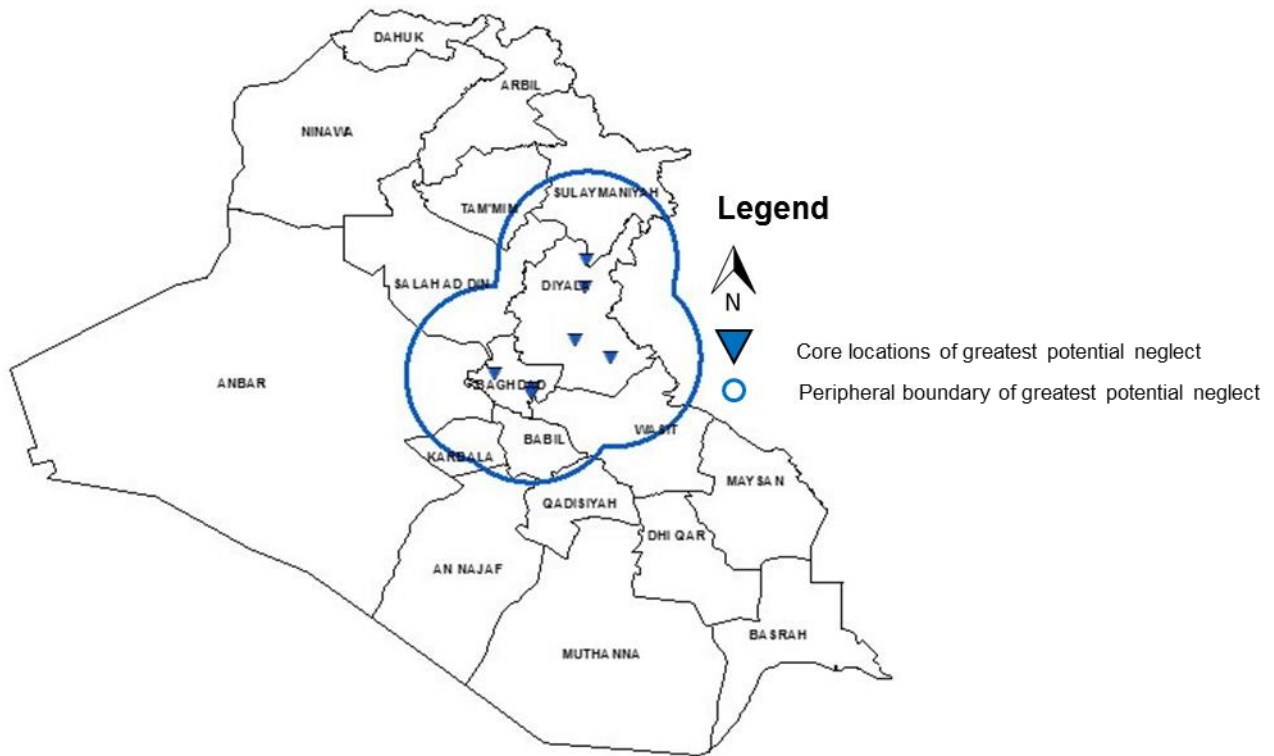 DAHUK
ARBIL
NINAWA
SULAYMANIYAH
TAM'MIM
Legend
N
SALAH AD DIN
DIYALA
Core locations of greatest potential neglect
ANBAR
BAGHDAD
Peripheral boundary of greatest potential neglect
WASIT
BABIL
KARBALA
MAYSAN
QADISIYAH
DHI QAR
AN NAJAF
BASRAH
MUTHANNA